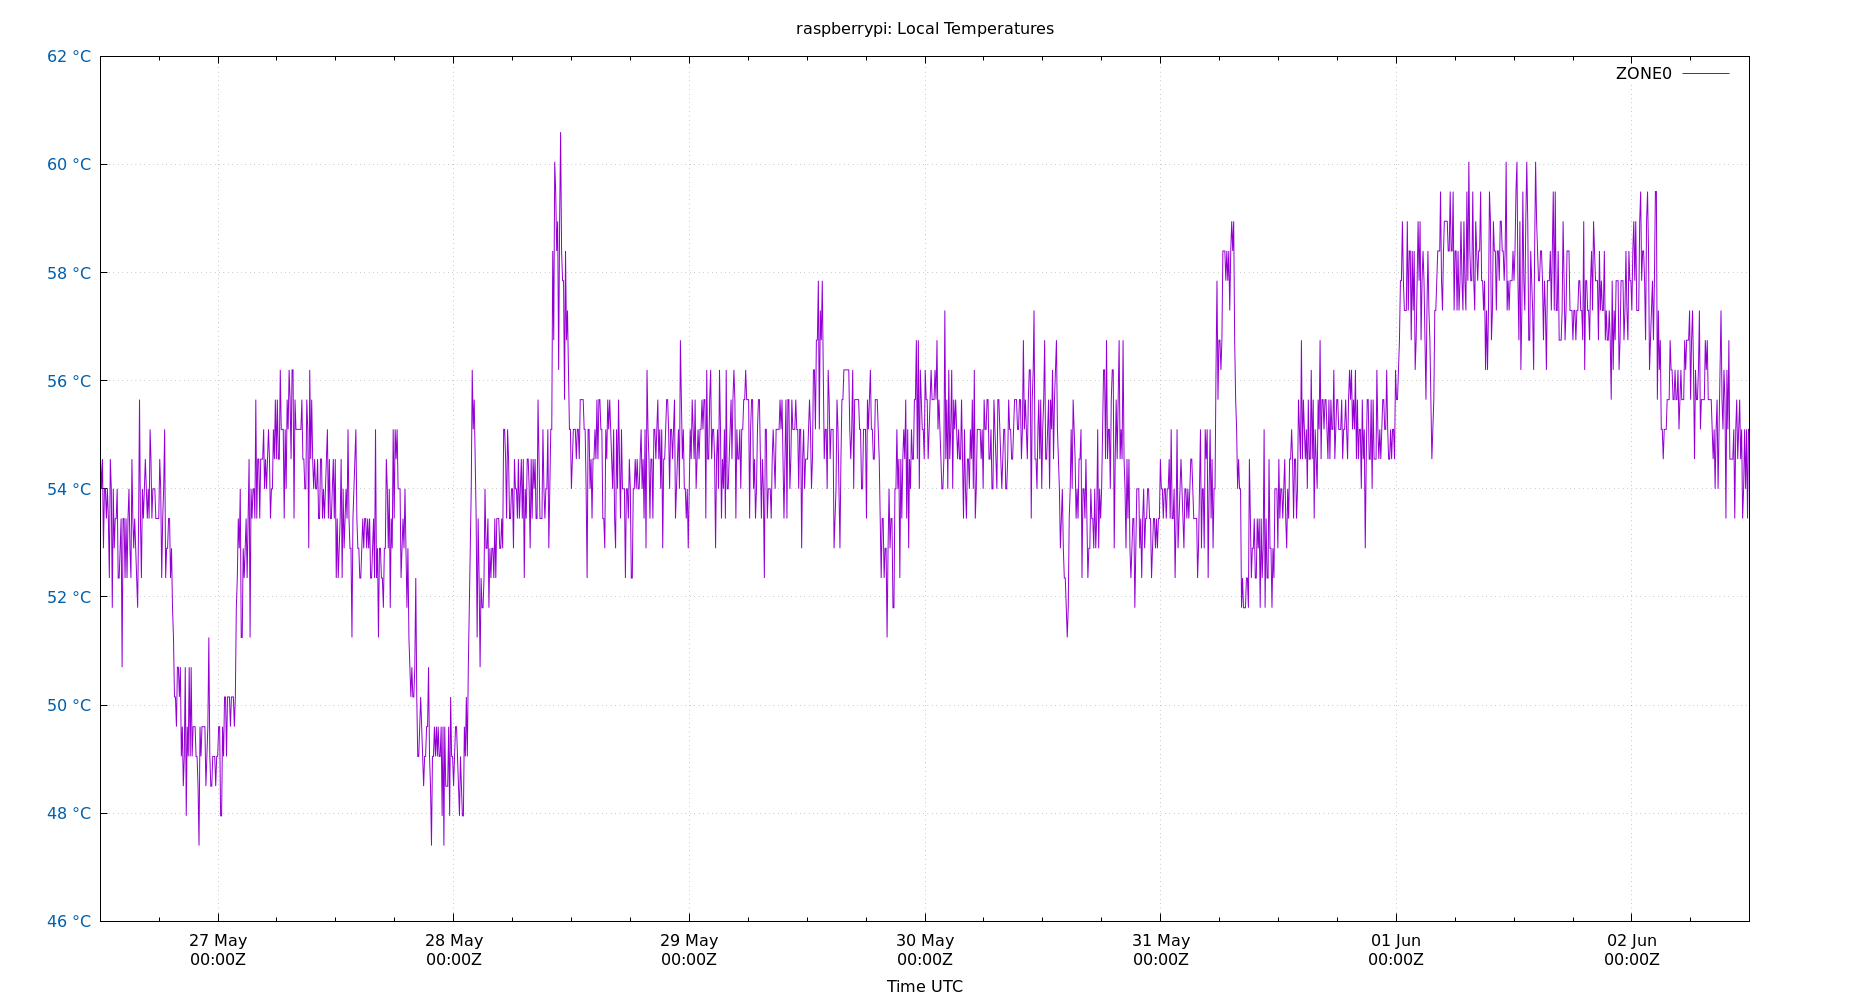 raspberrypi: Local Temperatures
62 °C
60 °C
58 °C
56 °C
54 °C
52 °C
50 °C
48 °C
46 °C
ZONE0
27 May
00:00Z
28 May
00:00Z
29 May
00:00Z
30 May
00:00Z
31 May
00:00Z
01 Jun
00:00Z
02 Jun
00:00Z
Time UTC